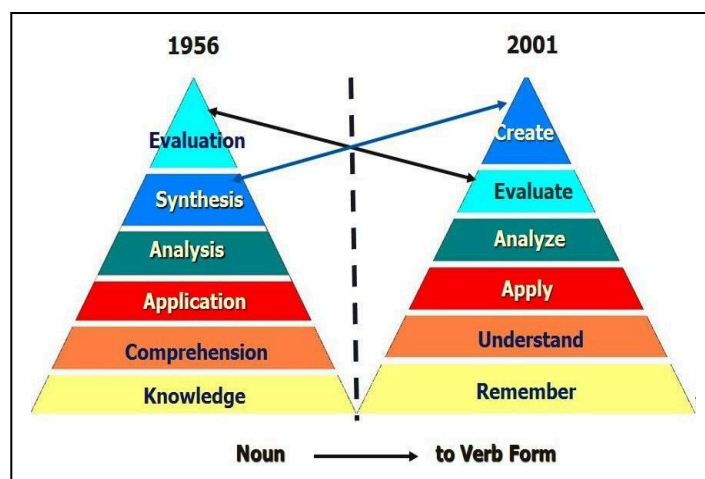 1956
Evaluation
Synthesis
Analysis
Application
Comprehension
Knowledge
2001
Create
Evaluate
Analyze
Apply
Understand
Remember
Noun to Verb Form